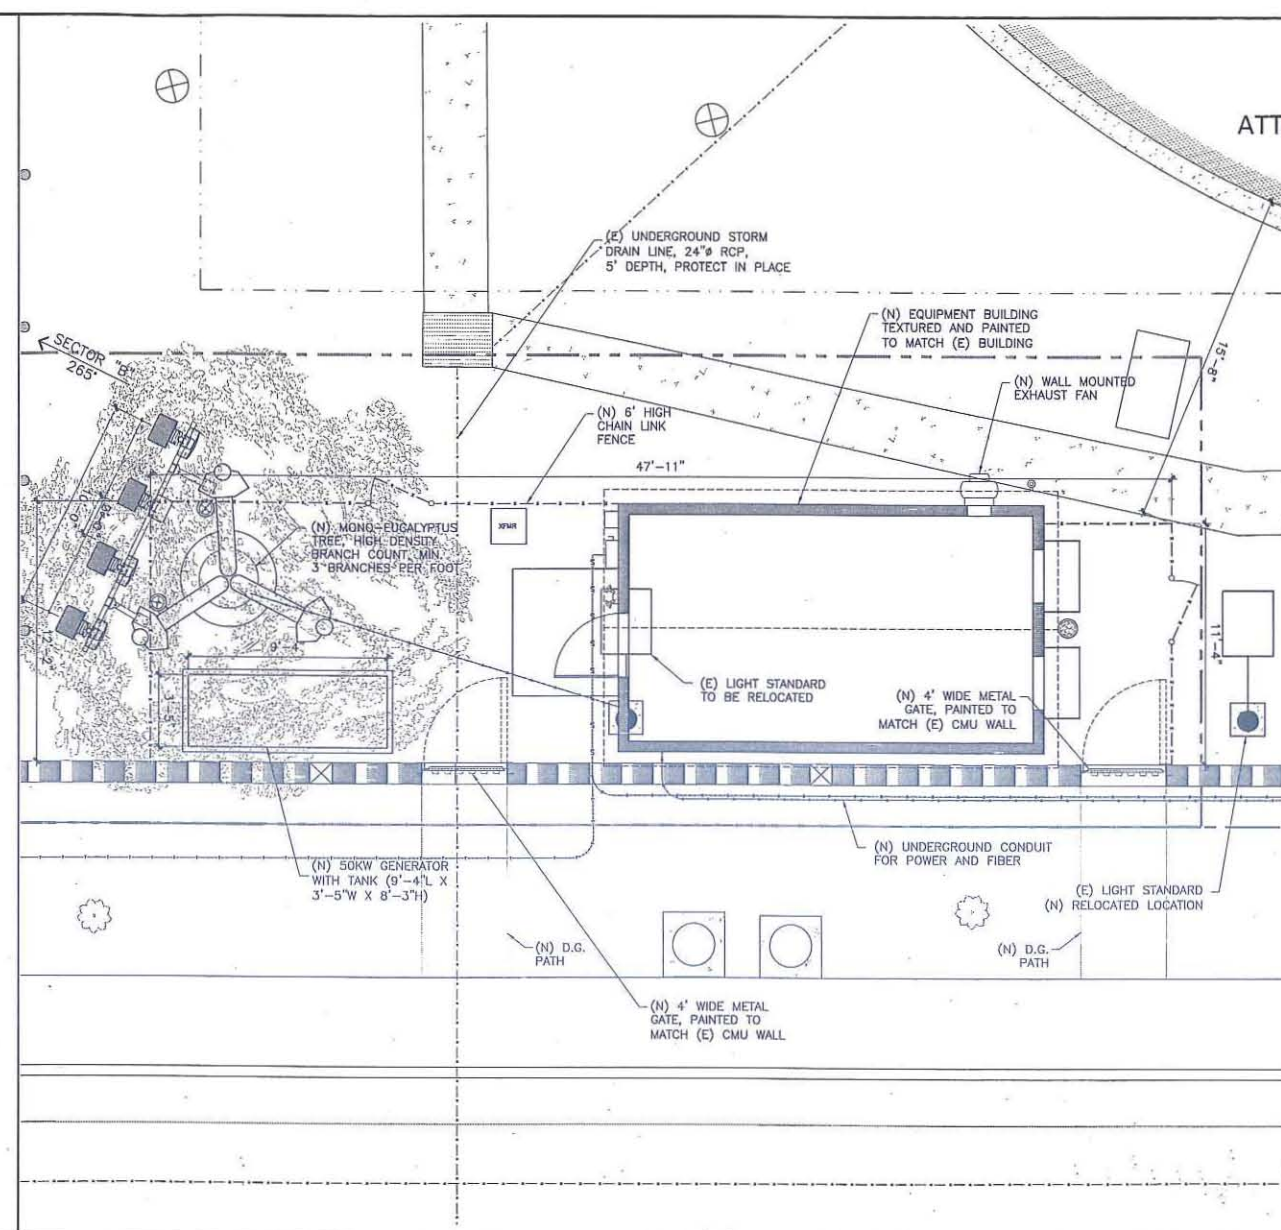 ATT
(E) UNDERGROUND STORM
DRAIN LINE, 24"ø RCP,
5' DEPTH, PROTECT IN PLACE
(N) EQUIPMENT BUILDING
TEXTURED AND PAINTED
TO MATCH (E) BUILDING
15'-8"
SECTOR "B"
265'
(N) WALL MOUNTED
EXHAUST FAN
(N) 6' HIGH
CHAIN LINK
FENCE
47'-11"
XFMR
(N) MONO-EUCALYPTUS
TREE, HIGH DENSITY
BRANCH COUNT, MIN.
3 BRANCHES PER FOOT
12'-2"
9'-4"
3'-5"
11'-4"
(E) LIGHT STANDARD
TO BE RELOCATED
(N) 4' WIDE METAL
GATE, PAINTED TO
MATCH (E) CMU WALL
(N) UNDERGROUND CONDUIT
FOR POWER AND FIBER
(N) 50KW GENERATOR
WITH TANK (9'-4"L X
3'-5"W X 8'-3"H)
(E) LIGHT STANDARD
(N) RELOCATED LOCATION
(N) D.G.
PATH
(N) D.G.
PATH
(N) 4' WIDE METAL
GATE, PAINTED TO
MATCH (E) CMU WALL